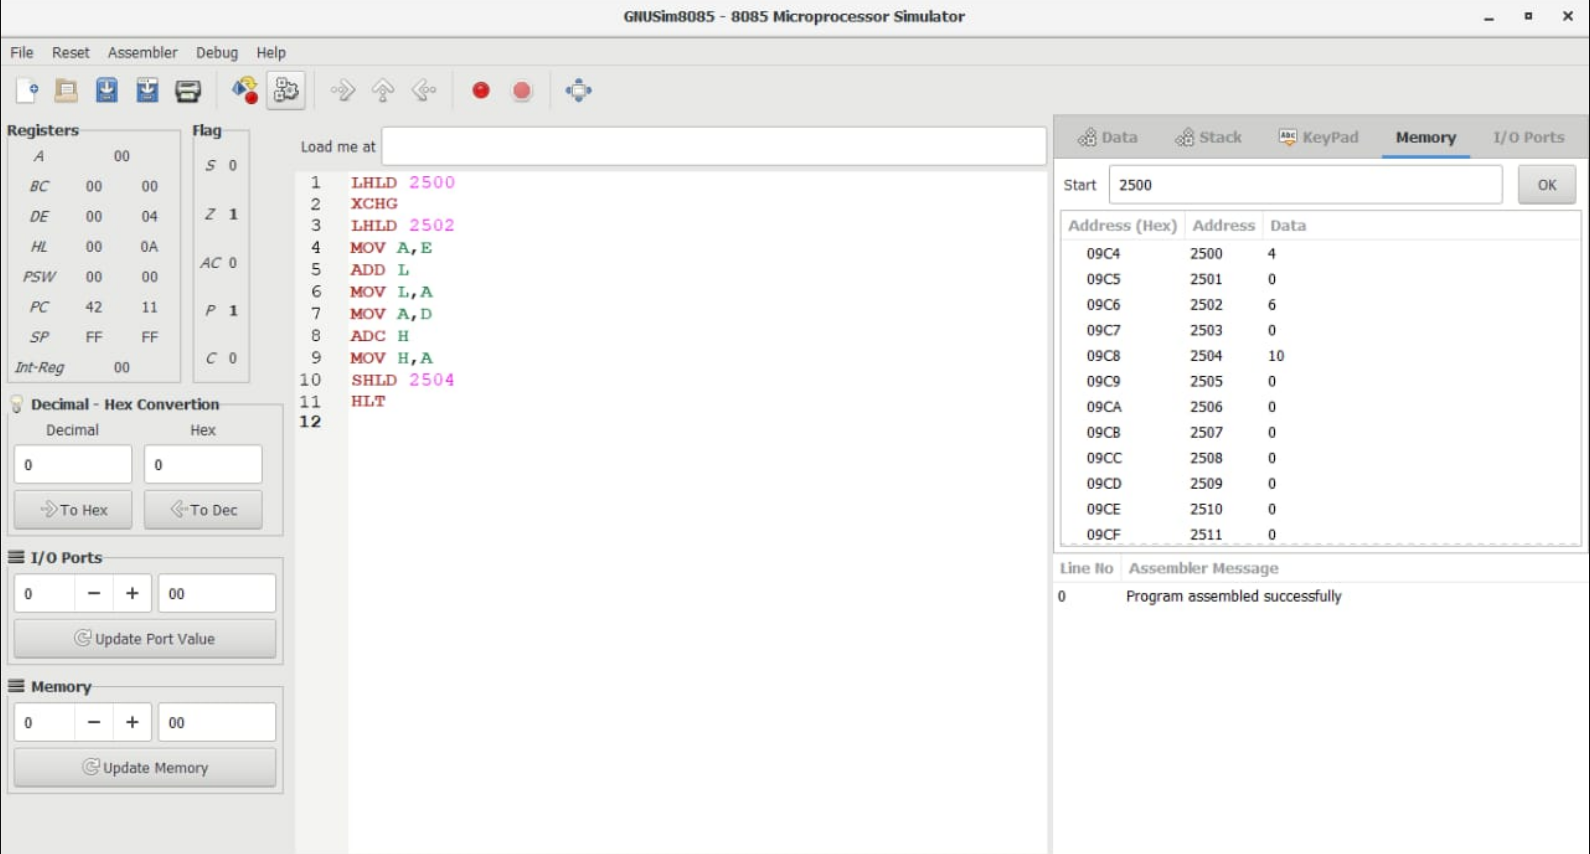 GNUSim8085 - 8085 Microprocessor Simulator
File Reset Assembler Debug Help
Registers
A 00
BC 00 00
DE 00 04
HL 00 0A
PSW 00 00
PC 42 11
SP FF FF
Int-Reg 00
Flag
S 0
Z 1
AC 0
P 1
C 0
Decimal - Hex Convertion
Decimal Hex
0 0
To Hex To Dec
I/O Ports
0 − + 00
Update Port Value
Memory
0 − + 00
Update Memory
Load me at
1 LHLD 2500
2 XCHG
3 LHLD 2502
4 MOV A,E
5 ADD L
6 MOV L,A
7 MOV A,D
8 ADC H
9 MOV H,A
10 SHLD 2504
11 HLT
12
Data Stack Abc KeyPad Memory I/O Ports
Start 2500 OK
Address (Hex) Address Data
09C4 2500 4
09C5 2501 0
09C6 2502 6
09C7 2503 0
09C8 2504 10
09C9 2505 0
09CA 2506 0
09CB 2507 0
09CC 2508 0
09CD 2509 0
09CE 2510 0
09CF 2511 0
Line No Assembler Message
0 Program assembled successfully